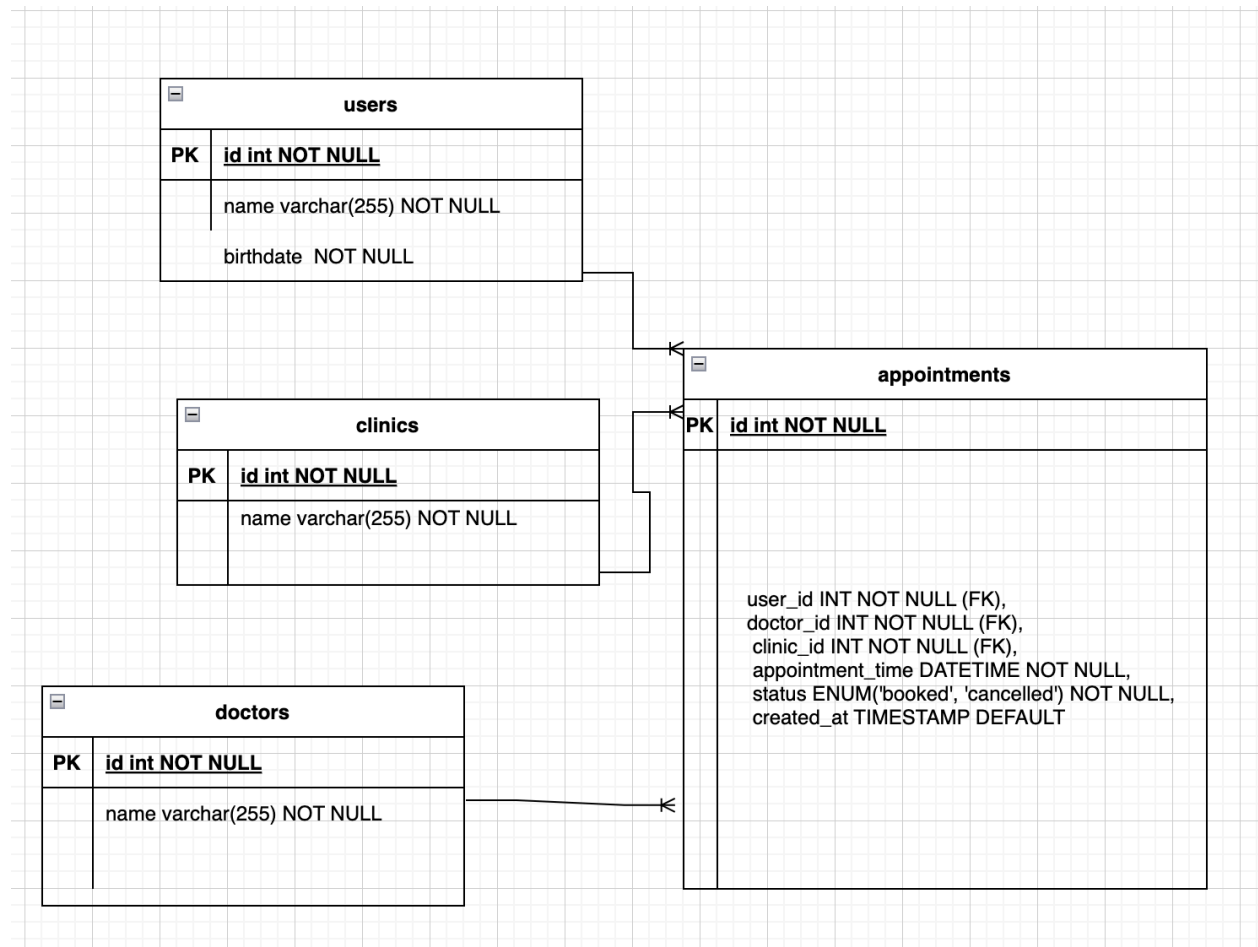 users
PK id int NOT NULL
name varchar(255) NOT NULL
birthdate  NOT NULL
appointments
PK id int NOT NULL
user_id INT NOT NULL (FK),
doctor_id INT NOT NULL (FK),
clinic_id INT NOT NULL (FK),
appointment_time DATETIME NOT NULL,
status ENUM('booked', 'cancelled') NOT NULL,
created_at TIMESTAMP DEFAULT
clinics
PK id int NOT NULL
name varchar(255) NOT NULL
doctors
PK id int NOT NULL
name varchar(255) NOT NULL